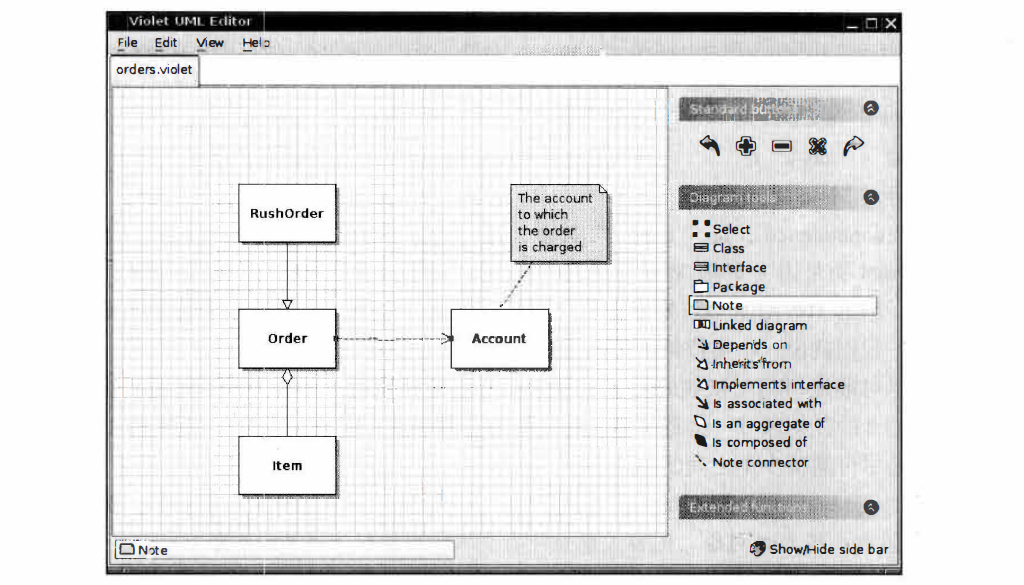 Violet UML Editor
File Edit View Help
orders.violet
Standard buttons
RushOrder
The account
to which
the order
is charged
Order
Account
Item
Diagram tools
Select
Class
Interface
Package
Note
Linked diagram
Depends on
Inherits from
Implements interface
Is associated with
Is an aggregate of
Is composed of
Note connector
Extended functions
Note
Show/Hide side bar